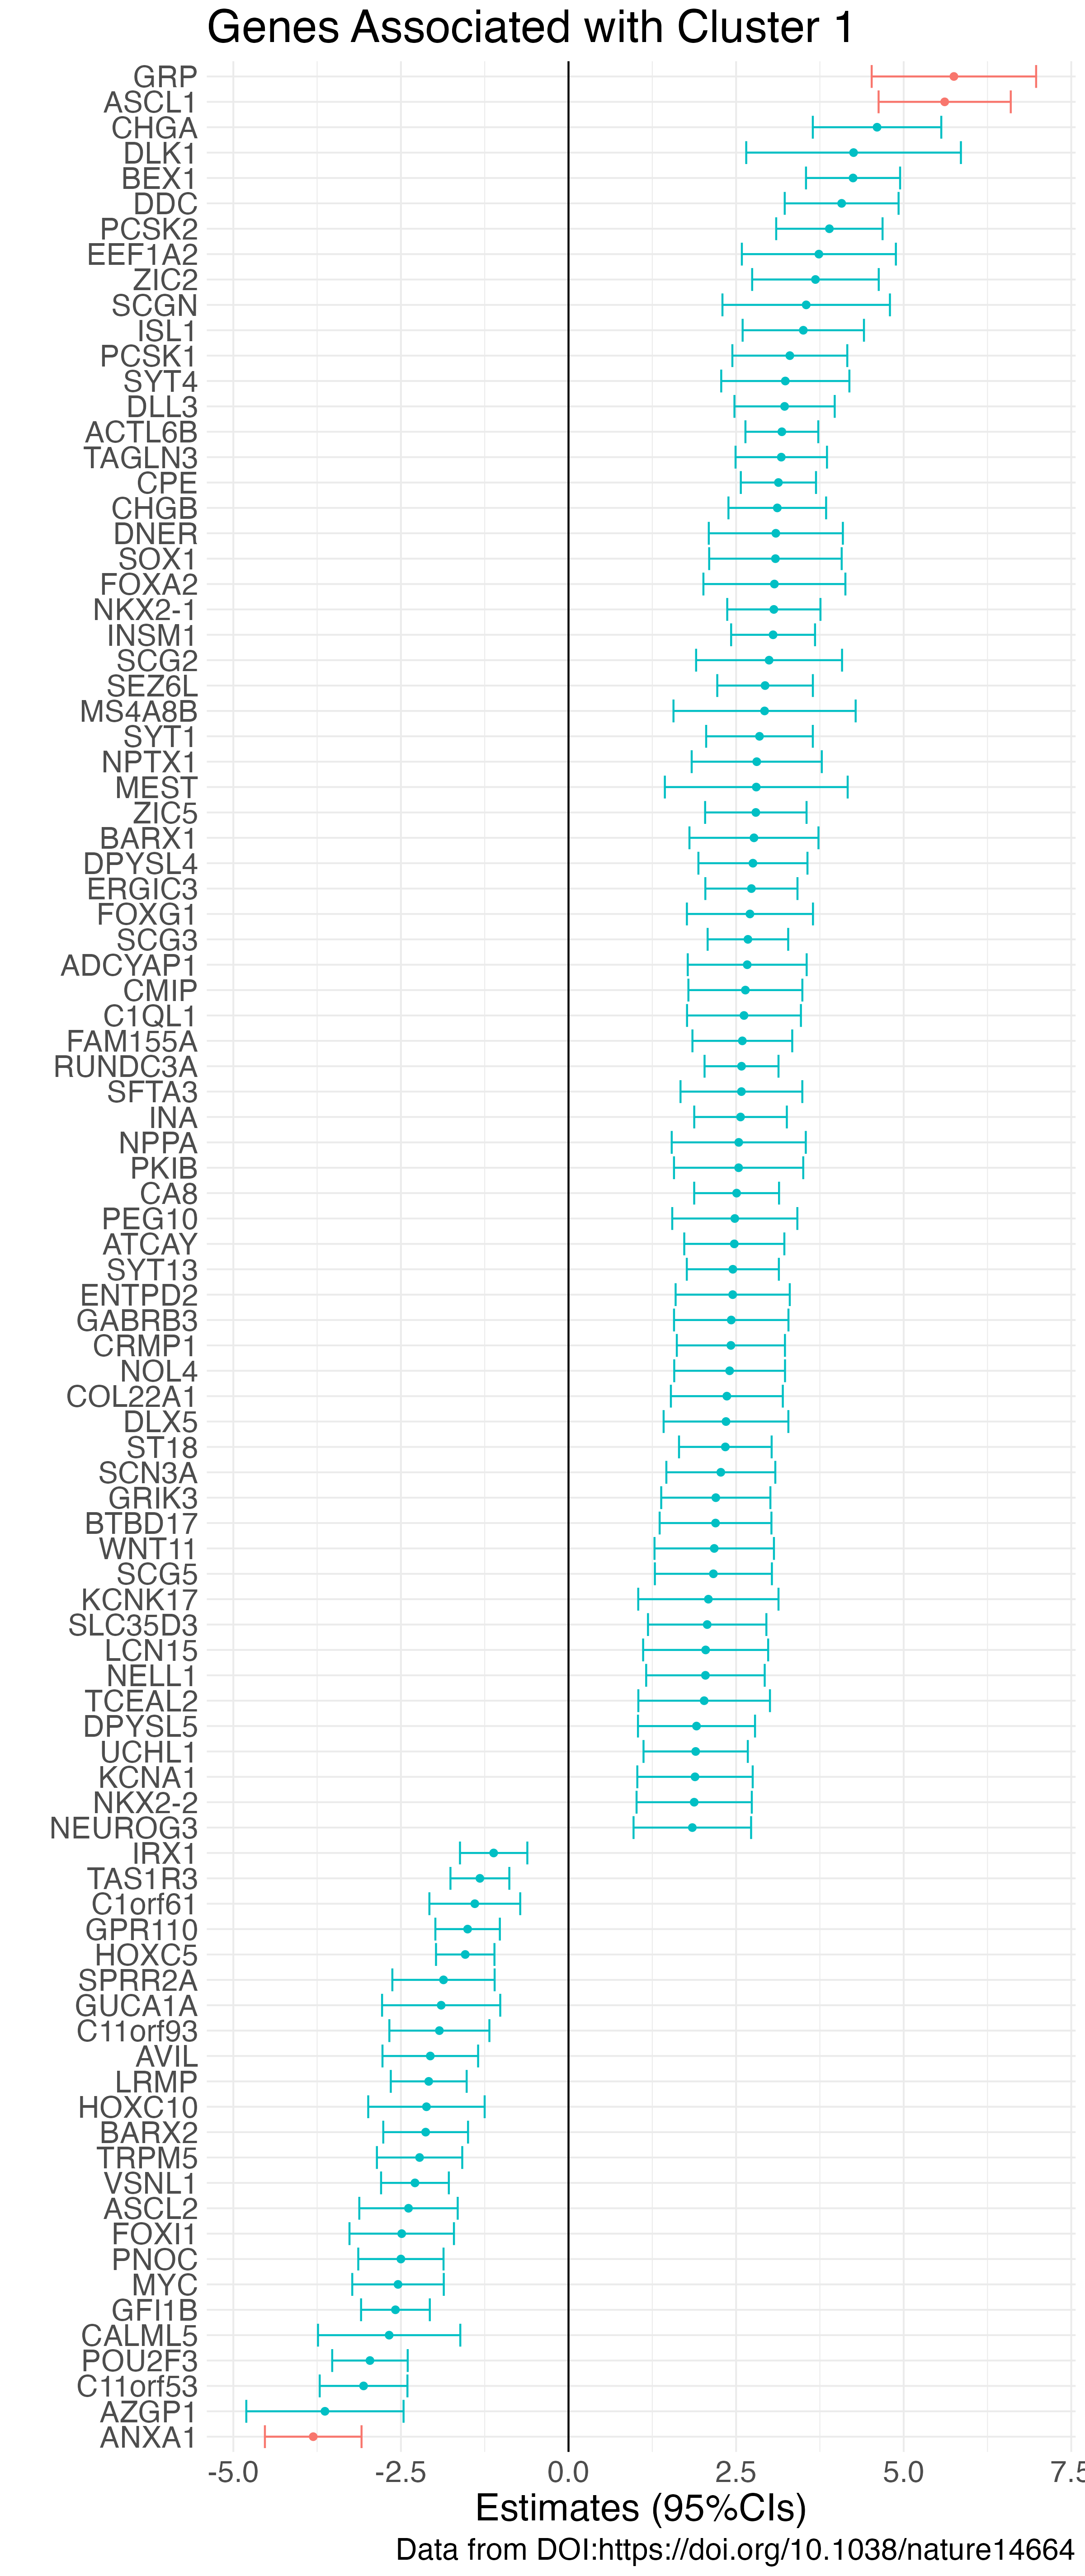 Genes Associated with Cluster 1
GRP
ASCL1
CHGA
DLK1
BEX1
DDC
PCSK2
EEF1A2
ZIC2
SCGN
ISL1
PCSK1
SYT4
DLL3
ACTL6B
TAGLN3
CPE
CHGB
DNER
SOX1
FOXA2
NKX2-1
INSM1
SCG2
SEZ6L
MS4A8B
SYT1
NPTX1
MEST
ZIC5
BARX1
DPYSL4
ERGIC3
FOXG1
SCG3
ADCYAP1
CMIP
C1QL1
FAM155A
RUNDC3A
SFTA3
INA
NPPA
PKIB
CA8
PEG10
ATCAY
SYT13
ENTPD2
GABRB3
CRMP1
NOL4
COL22A1
DLX5
ST18
SCN3A
GRIK3
BTBD17
WNT11
SCG5
KCNK17
SLC35D3
LCN15
NELL1
TCEAL2
DPYSL5
UCHL1
KCNA1
NKX2-2
NEUROG3
IRX1
TAS1R3
C1orf61
GPR110
HOXC5
SPRR2A
GUCA1A
C11orf93
AVIL
LRMP
HOXC10
BARX2
TRPM5
VSNL1
ASCL2
FOXI1
PNOC
MYC
GFI1B
CALML5
POU2F3
C11orf53
AZGP1
ANXA1
-5.0 -2.5 0.0 2.5 5.0 7.5
Estimates (95%CIs)
Data from DOI:https://doi.org/10.1038/nature14664